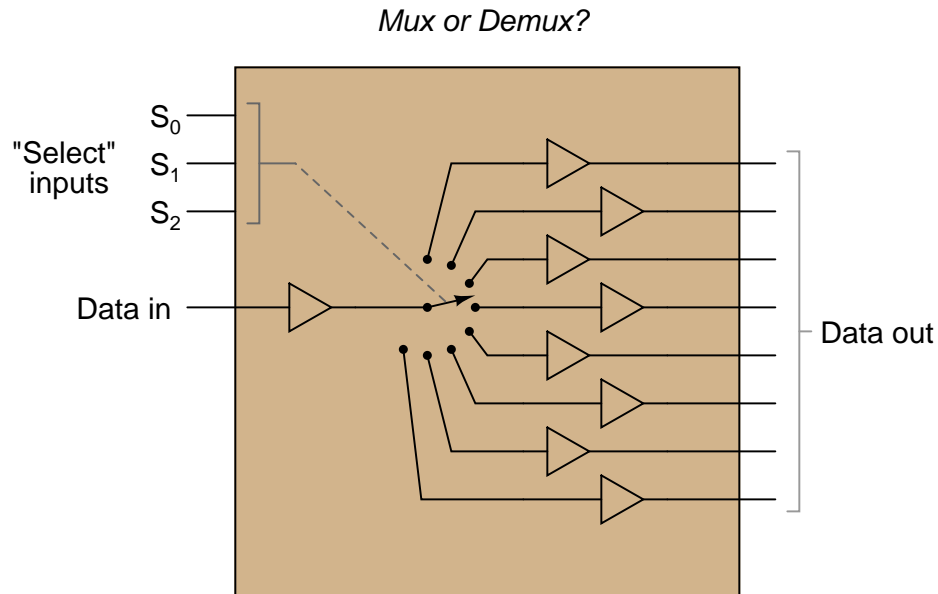 Mux or Demux?
S0
"Select"
S1
inputs
S2
Data in
Data out